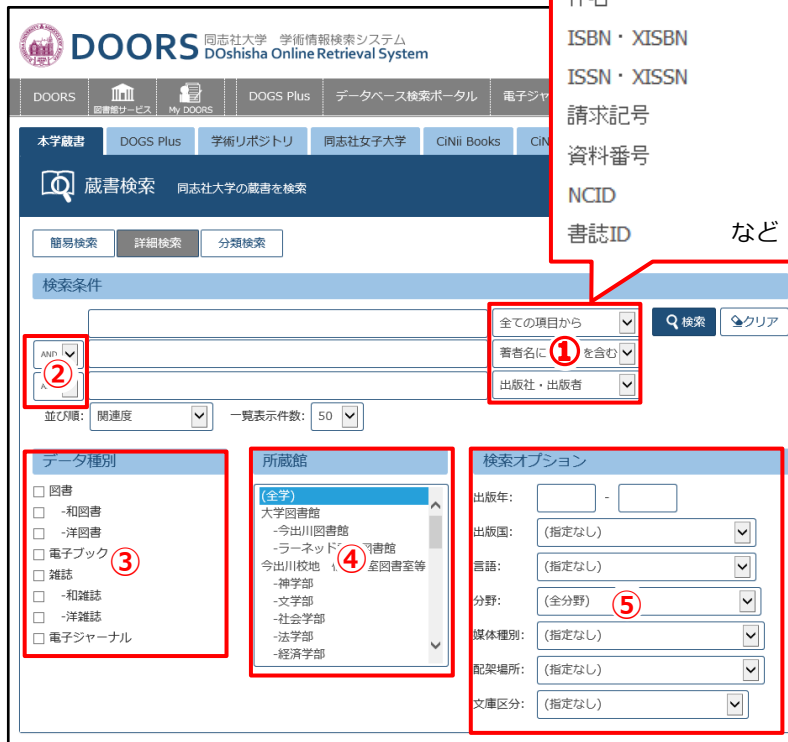 件名
ISBN・XISBN
ISSN・XISSN
請求記号
資料番号
NCID
書誌ID など
DOORS 同志社大学 学術情報検索システム
DOshisha Online Retrieval System
DOORS 図書館サービス My DOORS DOGS Plus データベース検索ポータル 電子ジャ
本学蔵書 DOGS Plus 学術リポジトリ 同志社女子大学 CiNii Books CiN
蔵書検索 同志社大学の蔵書を検索
簡易検索 詳細検索 分類検索
検索条件
全ての項目から 検索 クリア
AND 著者名に ① を含む
② 出版社・出版者
並び順: 関連度 一覧表示件数: 50
データ種別
□ 図書
□ -和図書
□ -洋図書
□ 電子ブック
③
□ 雑誌
□ -和雑誌
□ -洋雑誌
□ 電子ジャーナル
所蔵館
(全学)
大学図書館
-今出川図書館
-ラーネッド 図書館
今出川校地 ④ 室図書室等
-神学部
-文学部
-社会学部
-法学部
-経済学部
検索オプション
出版年: -
出版国: (指定なし)
言語: (指定なし)
分野: (全分野) ⑤
媒体種別: (指定なし)
配架場所: (指定なし)
文庫区分: (指定なし)